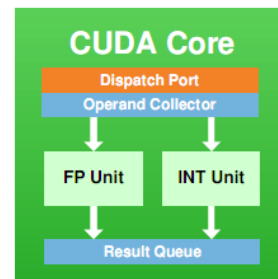 CUDA Core
Dispatch Port
Operand Collector
FP Unit
INT Unit
Result Queue